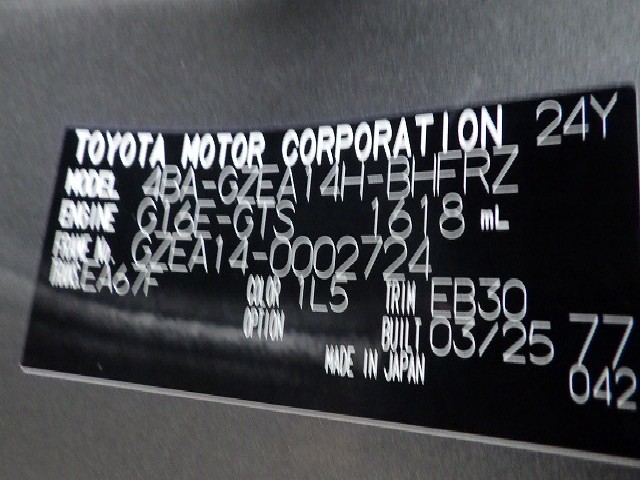 TOYOTA MOTOR CORPORATION 24Y
MODEL 4BA-GZEA14H-BHFRZ
ENGINE G16E-GTS 1618 mL
FRAME No. GZEA14-0002724
TRANS. EA67F COLOR 1L5 TRIM EB30
OPTION BUILT 03/25 77
MADE IN JAPAN 042